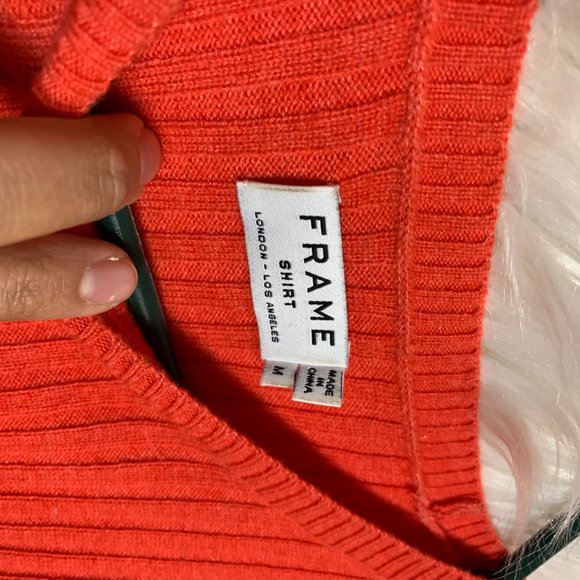 FRAME
SHIRT
LONDON - LOS ANGELES
M
MADE
IN
CHINA